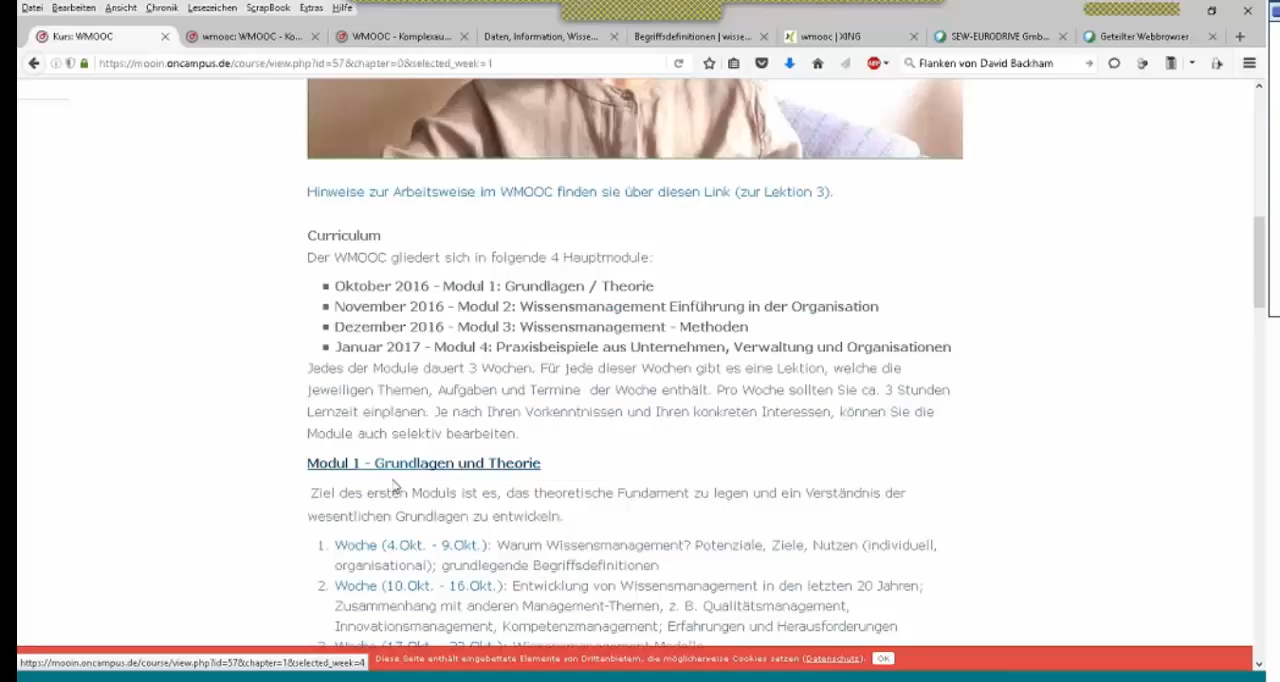 Datei Bearbeiten Ansicht Chronik Lesezeichen ScrapBook Extras Hilfe
Kurs: WMOOC
wmooc: WMOOC - Ko...
WMOOC - Komplexau...
Daten, Information, Wisse...
Begriffsdefinitionen | wisse...
wmooc | XING
SEW-EURODRIVE Gmb...
Geteilter Webbrowser
https://mooin.oncampus.de/course/view.php?id=57&chapter=0&selected_week=1
Flanken von David Backham
Hinweise zur Arbeitsweise im WMOOC finden sie über diesen Link (zur Lektion 3).
Curriculum
Der WMOOC gliedert sich in folgende 4 Hauptmodule:
Oktober 2016 - Modul 1: Grundlagen / Theorie
November 2016 - Modul 2: Wissensmanagement Einführung in der Organisation
Dezember 2016 - Modul 3: Wissensmanagement - Methoden
Januar 2017 - Modul 4: Praxisbeispiele aus Unternehmen, Verwaltung und Organisationen
Jedes der Module dauert 3 Wochen. Für jede dieser Wochen gibt es eine Lektion, welche die
jeweiligen Themen, Aufgaben und Termine der Woche enthält. Pro Woche sollten Sie ca. 3 Stunden
Lernzeit einplanen. Je nach Ihren Vorkenntnissen und Ihren konkreten Interessen, können Sie die
Module auch selektiv bearbeiten.
Modul 1 - Grundlagen und Theorie
Ziel des ersten Moduls ist es, das theoretische Fundament zu legen und ein Verständnis der
wesentlichen Grundlagen zu entwickeln.
1. Woche (4.Okt. - 9.Okt.): Warum Wissensmanagement? Potenziale, Ziele, Nutzen (individuell,
organisational); grundlegende Begriffsdefinitionen
2. Woche (10.Okt. - 16.Okt.): Entwicklung von Wissensmanagement in den letzten 20 Jahren;
Zusammenhang mit anderen Management-Themen, z. B. Qualitätsmanagement,
Innovationsmanagement, Kompetenzmanagement; Erfahrungen und Herausforderungen
https://mooin.oncampus.de/course/view.php?id=57&chapter=1&selected_week=4
Diese Seite enthält eingebettete Elemente von Drittanbietern, die möglicherweise Cookies setzen (Datenschutz). OK